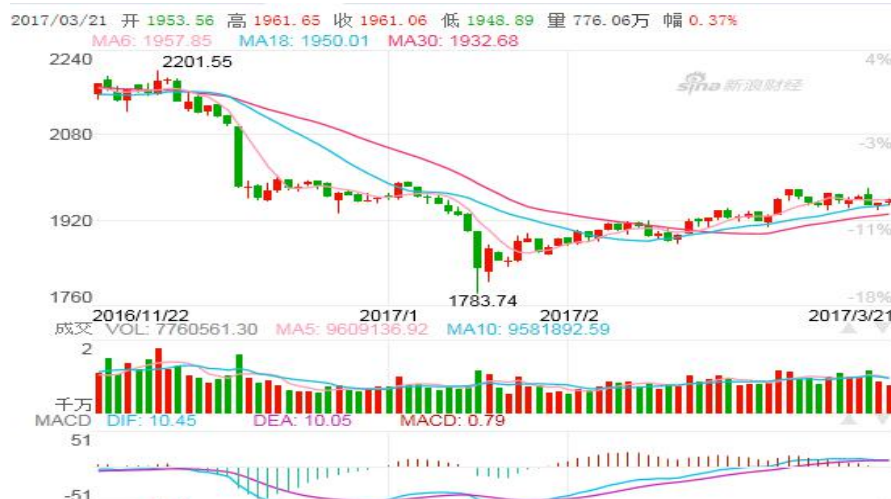 2017/03/21 开 1953.56 高 1961.65 收 1961.06 低 1948.89 量 776.06万 幅 0.37%
MA6: 1957.85 MA18: 1950.01 MA30: 1932.68
2240 2201.55 4%
sina 新浪财经
2080 -3%
1920 -11%
1760 1783.74 -18%
2016/11/22 2017/1 2017/2 2017/3/21
成交 VOL: 7760561.30 MA5: 9609136.92 MA10: 9581892.59
2
千万
MACD DIF: 10.45 DEA: 10.05 MACD: 0.79
51
-51